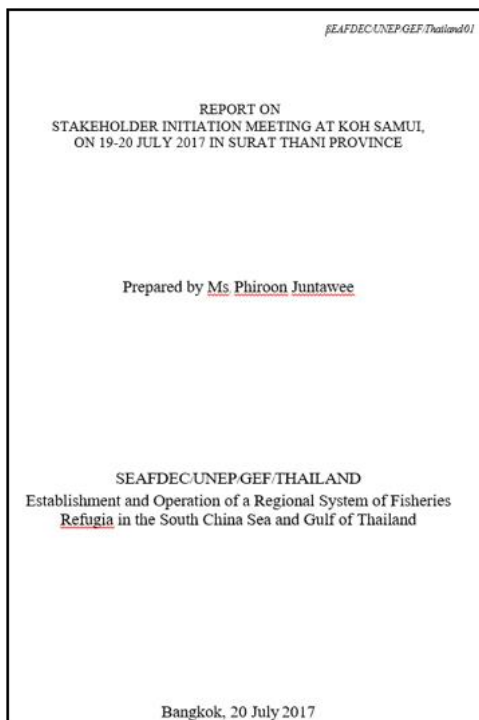 SEAFDEC/UNEP/GEF/Thailand/01
REPORT ON
STAKEHOLDER INITIATION MEETING AT KOH SAMUI,
ON 19-20 JULY 2017 IN SURAT THANI PROVINCE
Prepared by Ms. Phiroon Juntawee
SEAFDEC/UNEP/GEF/THAILAND
Establishment and Operation of a Regional System of Fisheries
Refugia in the South China Sea and Gulf of Thailand
Bangkok, 20 July 2017